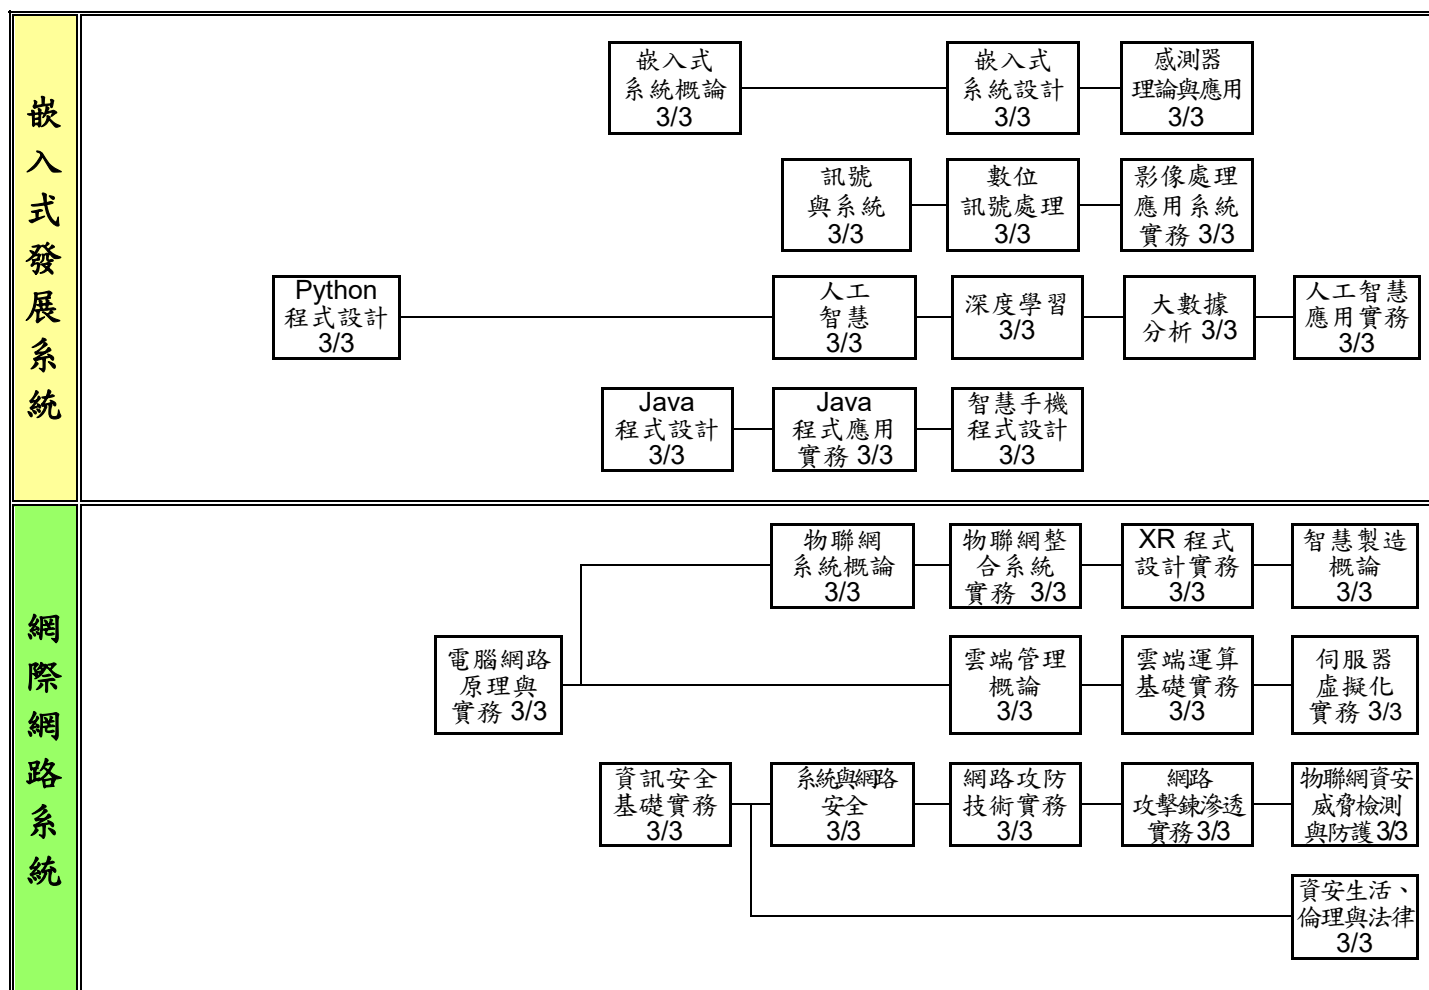 嵌入式發展系統
嵌入式
系統概論
3/3
嵌入式
系統設計
3/3
感測器
理論與應用
3/3
訊號
與系統
3/3
數位
訊號處理
3/3
影像處理
應用系統
實務 3/3
Python
程式設計
3/3
人工
智慧
3/3
深度學習
3/3
大數據
分析 3/3
人工智慧
應用實務
3/3
Java
程式設計
3/3
Java
程式應用
實務 3/3
智慧手機
程式設計
3/3
網際網路系統
物聯網
系統概論
3/3
物聯網整
合系統
實務 3/3
XR 程式
設計實務
3/3
智慧製造
概論
3/3
電腦網路
原理與
實務 3/3
雲端管理
概論
3/3
雲端運算
基礎實務
3/3
伺服器
虛擬化
實務 3/3
資訊安全
基礎實務
3/3
系統與網路
安全
3/3
網路攻防
技術實務
3/3
網路
攻擊鍊滲透
實務 3/3
物聯網資安
威脅檢測
與防護 3/3
資安生活、
倫理與法律
3/3